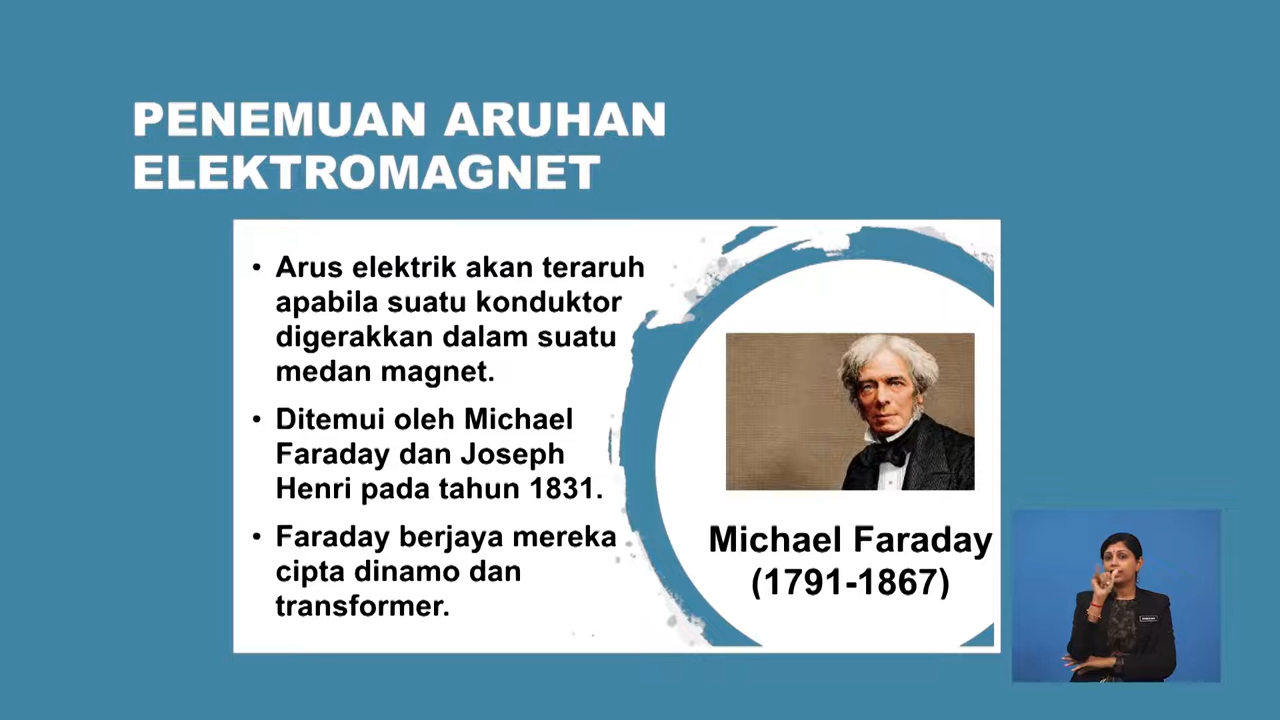 PENEMUAN ARUHAN
ELEKTROMAGNET
• Arus elektrik akan teraruh
apabila suatu konduktor
digerakkan dalam suatu
medan magnet.
• Ditemui oleh Michael
Faraday dan Joseph
Henri pada tahun 1831.
• Faraday berjaya mereka
cipta dinamo dan
transformer.
Michael Faraday
(1791-1867)